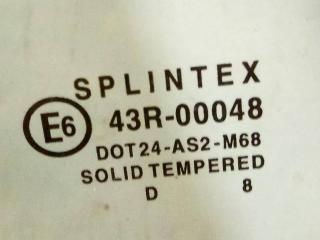 SPLINTEX
E6 43R-00048
DOT24-AS2-M68
SOLID TEMPERED
D 8